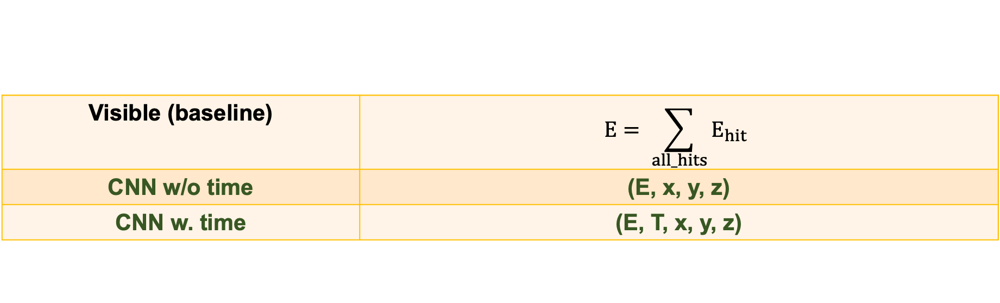 Visible (baseline)
E = ∑ E_hit
all_hits
CNN w/o time
(E, x, y, z)
CNN w. time
(E, T, x, y, z)